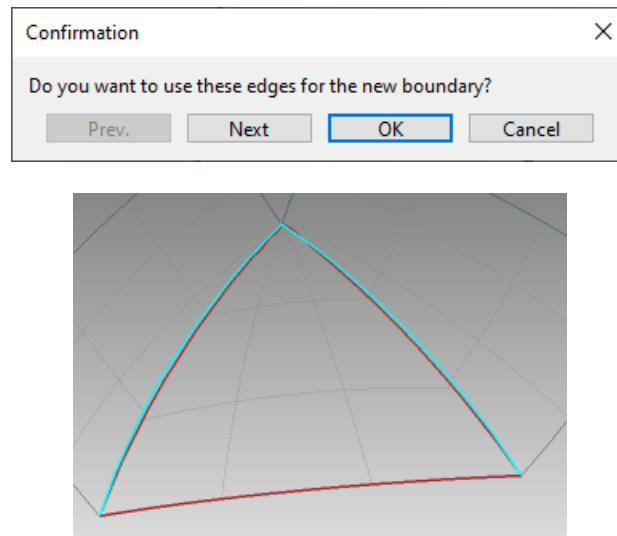 Confirmation
Do you want to use these edges for the new boundary?
Prev. Next OK Cancel